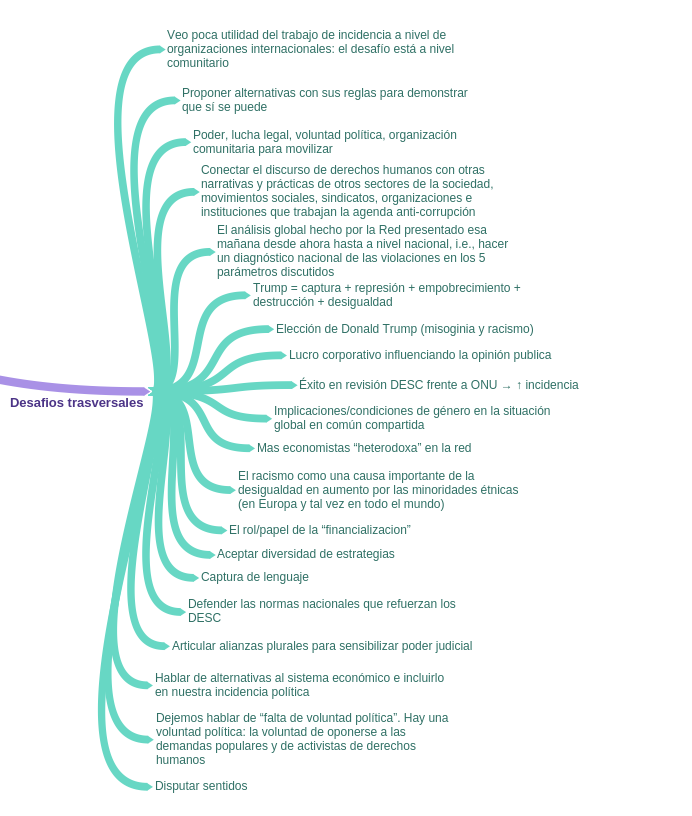 Veo poca utilidad del trabajo de incidencia a nivel de
organizaciones internacionales: el desafío está a nivel
comunitario
Proponer alternativas con sus reglas para demonstrar
que sí se puede
Poder, lucha legal, voluntad política, organización
comunitaria para movilizar
Conectar el discurso de derechos humanos con otras
narrativas y prácticas de otros sectores de la sociedad,
movimientos sociales, sindicatos, organizaciones e
instituciones que trabajan la agenda anti-corrupción
El análisis global hecho por la Red presentado esa
mañana desde ahora hasta a nivel nacional, i.e., hacer
un diagnóstico nacional de las violaciones en los 5
parámetros discutidos
Trump = captura + represión + empobrecimiento +
destrucción + desigualdad
Elección de Donald Trump (misoginia y racismo)
Lucro corporativo influenciando la opinión publica
Éxito en revisión DESC frente a ONU → ↑ incidencia
Desafíos trasversales
Implicaciones/condiciones de género en la situación
global en común compartida
Mas economistas “heterodoxa” en la red
El racismo como una causa importante de la
desigualdad en aumento por las minoridades étnicas
(en Europa y tal vez en todo el mundo)
El rol/papel de la “financializacion”
Aceptar diversidad de estrategias
Captura de lenguaje
Defender las normas nacionales que refuerzan los
DESC
Articular alianzas plurales para sensibilizar poder judicial
Hablar de alternativas al sistema económico e incluirlo
en nuestra incidencia política
Dejemos hablar de “falta de voluntad política”. Hay una
voluntad política: la voluntad de oponerse a las
demandas populares y de activistas de derechos
humanos
Disputar sentidos